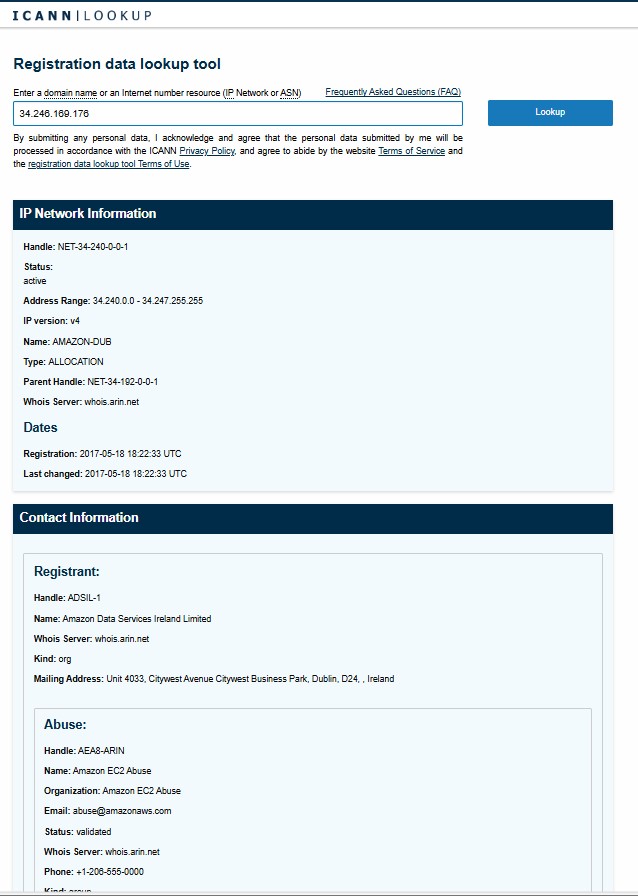 ICANN|LOOKUP
Registration data lookup tool
Enter a domain name or an Internet number resource (IP Network or ASN)
Frequently Asked Questions (FAQ)
34.246.169.176
Lookup
By submitting any personal data, I acknowledge and agree that the personal data submitted by me will be
processed in accordance with the ICANN Privacy Policy, and agree to abide by the website Terms of Service and
the registration data lookup tool Terms of Use.
IP Network Information
Handle: NET-34-240-0-0-1
Status:
active
Address Range: 34.240.0.0 - 34.247.255.255
IP version: v4
Name: AMAZON-DUB
Type: ALLOCATION
Parent Handle: NET-34-192-0-0-1
Whois Server: whois.arin.net
Dates
Registration: 2017-05-18 18:22:33 UTC
Last changed: 2017-05-18 18:22:33 UTC
Contact Information
Registrant:
Handle: ADSIL-1
Name: Amazon Data Services Ireland Limited
Whois Server: whois.arin.net
Kind: org
Mailing Address: Unit 4033, Citywest Avenue Citywest Business Park, Dublin, D24, , Ireland
Abuse:
Handle: AEA8-ARIN
Name: Amazon EC2 Abuse
Organization: Amazon EC2 Abuse
Email: abuse@amazonaws.com
Status: validated
Whois Server: whois.arin.net
Phone: +1-206-555-0000
Kind: group